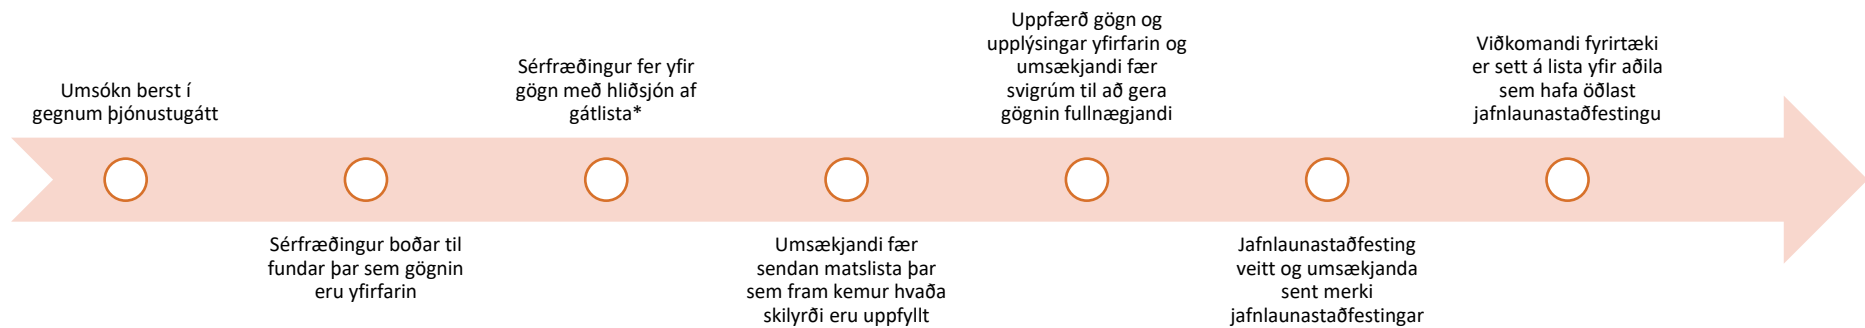 Umsókn berst í
gegnum þjónustugátt
Sérfræðingur boðar til
fundar þar sem gögnin
eru yfirfarin
Sérfræðingur fer yfir
gögn með hliðsjón af
gátlista*
Umsækjandi fær
sendan matslista þar
sem fram kemur hvaða
skilyrði eru uppfyllt
Uppfærð gögn og
upplýsingar yfirfarin og
umsækjandi fær
svigrúm til að gera
gögnin fullnægjandi
Jafnlaunastaðfesting
veitt og umsækjanda
sent merki
jafnlaunastaðfestingar
Viðkomandi fyrirtæki
er sett á lista yfir aðila
sem hafa öðlast
jafnlaunastaðfestingu